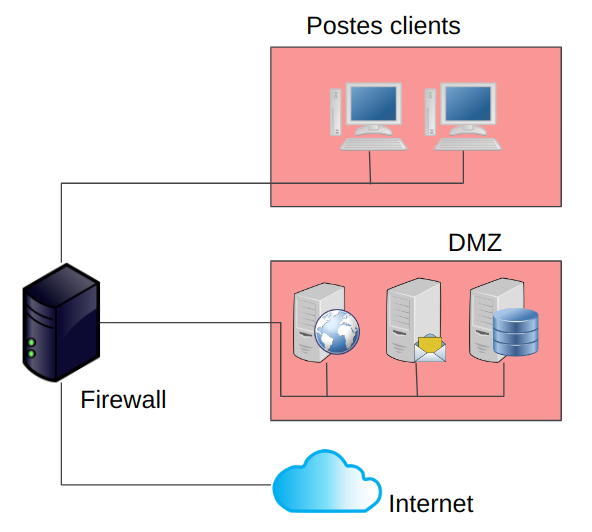 Postes clients
DMZ
Firewall
Internet